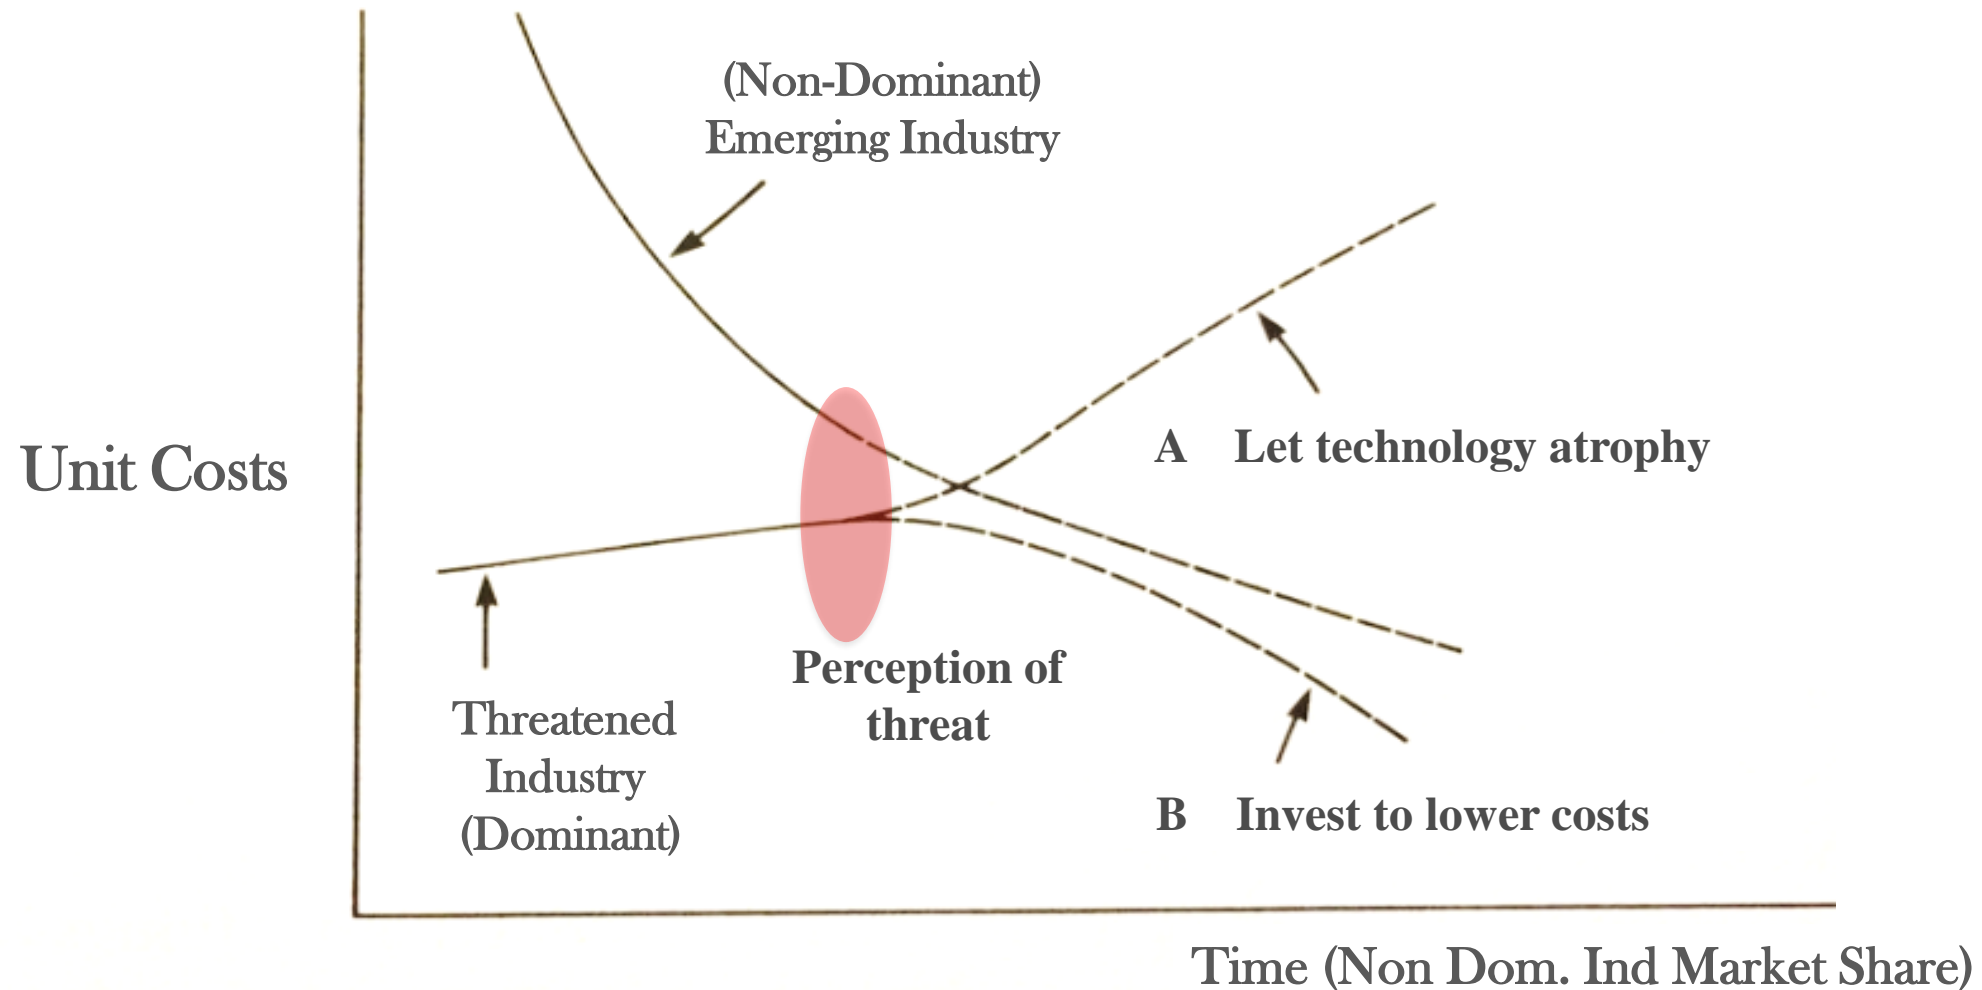 (Non-Dominant)
Emerging Industry
Unit Costs
A Let technology atrophy
Perception of
threat
Threatened
Industry
(Dominant)
B Invest to lower costs
Time (Non Dom. Ind Market Share)